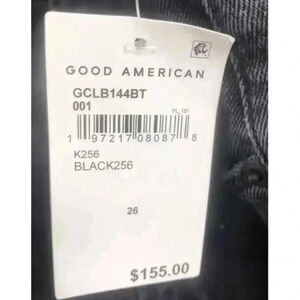 GOOD AMERICAN
GCLB144BT
001
FL_181
1 97217 08087 8
K256
BLACK256
26
$155.00